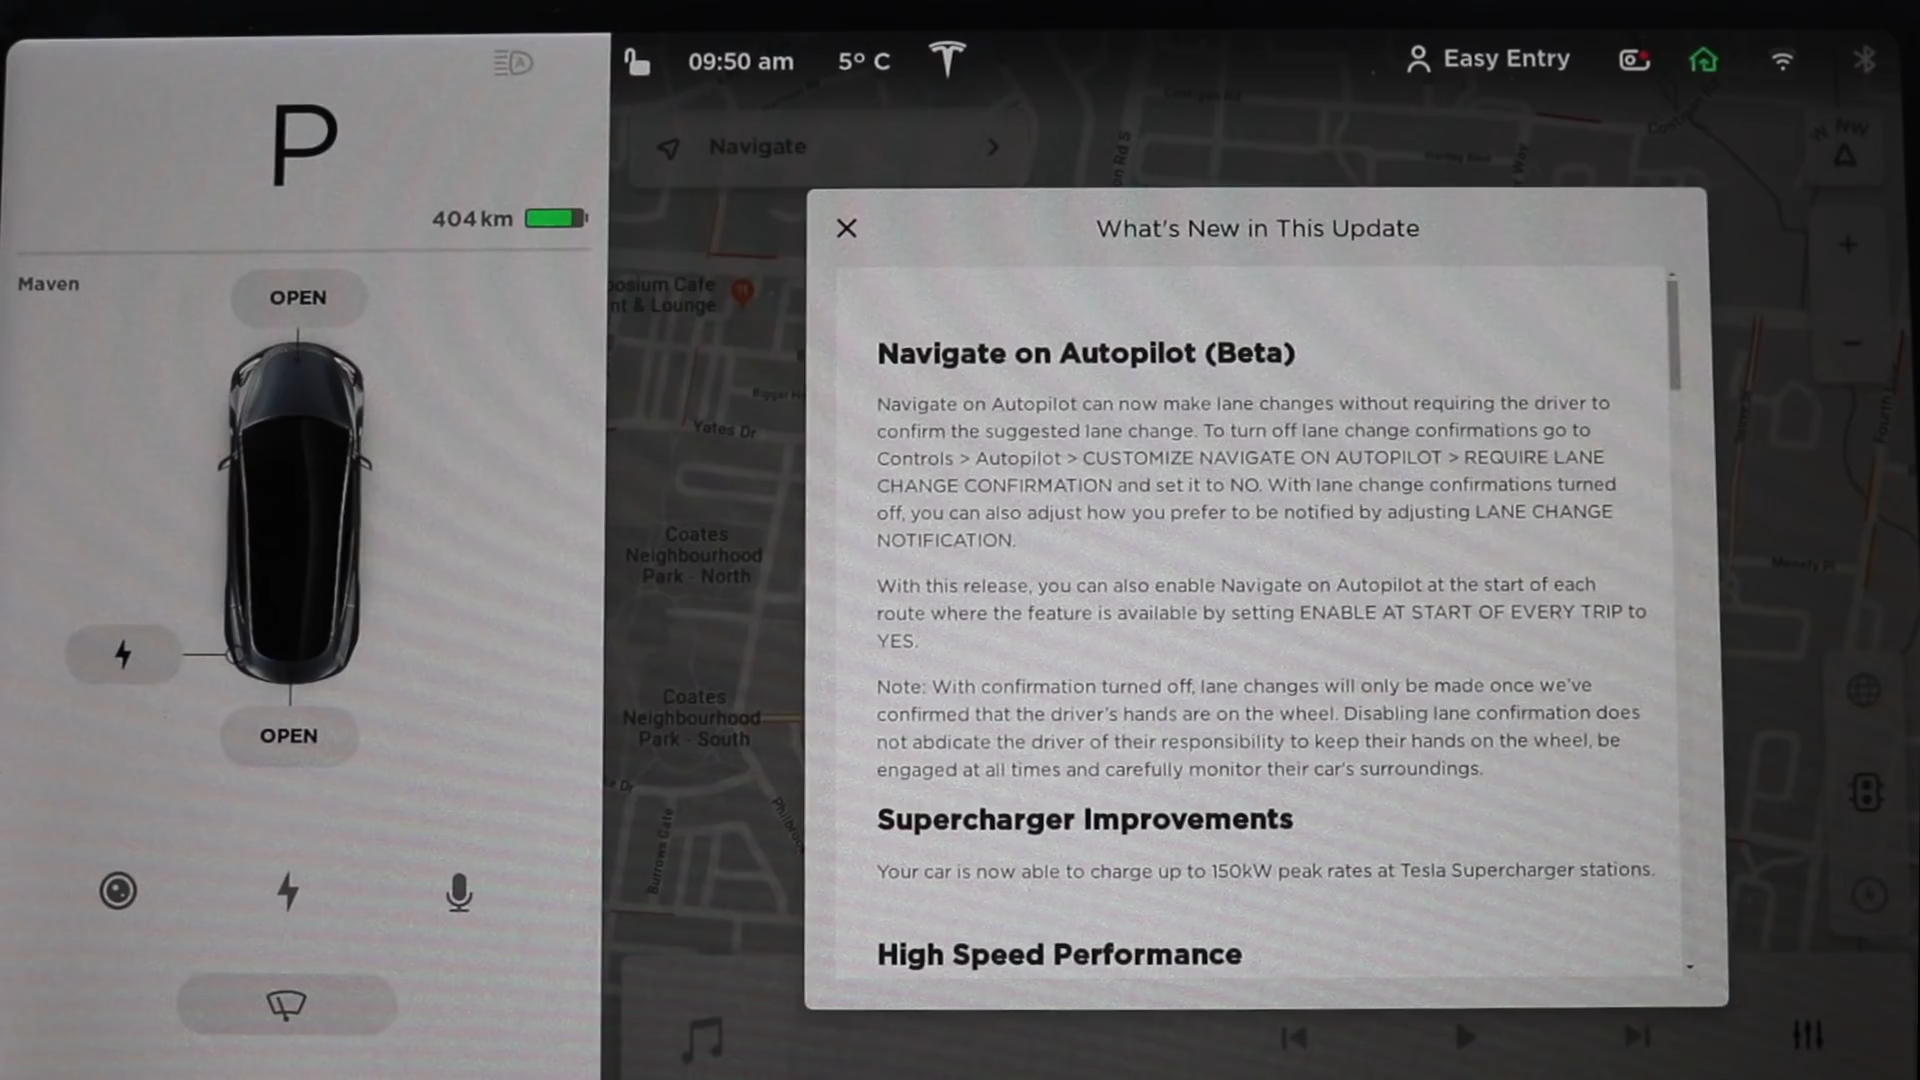 P
404 km
Maven
OPEN
OPEN
09:50 am
5° C
Easy Entry
Navigate
NW
Cafe
nt & Lounge
Yates Dr
Coates
Neighbourhood
Park - North
Coates
Neighbourhood
Park - South
Burrows Gate
What's New in This Update
Navigate on Autopilot (Beta)
Navigate on Autopilot can now make lane changes without requiring the driver to
confirm the suggested lane change. To turn off lane change confirmations go to
Controls > Autopilot > CUSTOMIZE NAVIGATE ON AUTOPILOT > REQUIRE LANE
CHANGE CONFIRMATION and set it to NO. With lane change confirmations turned
off, you can also adjust how you prefer to be notified by adjusting LANE CHANGE
NOTIFICATION.
With this release, you can also enable Navigate on Autopilot at the start of each
route where the feature is available by setting ENABLE AT START OF EVERY TRIP to
YES.
Note: With confirmation turned off, lane changes will only be made once we've
confirmed that the driver's hands are on the wheel. Disabling lane confirmation does
not abdicate the driver of their responsibility to keep their hands on the wheel, be
engaged at all times and carefully monitor their car's surroundings.
Supercharger Improvements
Your car is now able to charge up to 150kW peak rates at Tesla Supercharger stations.
High Speed Performance